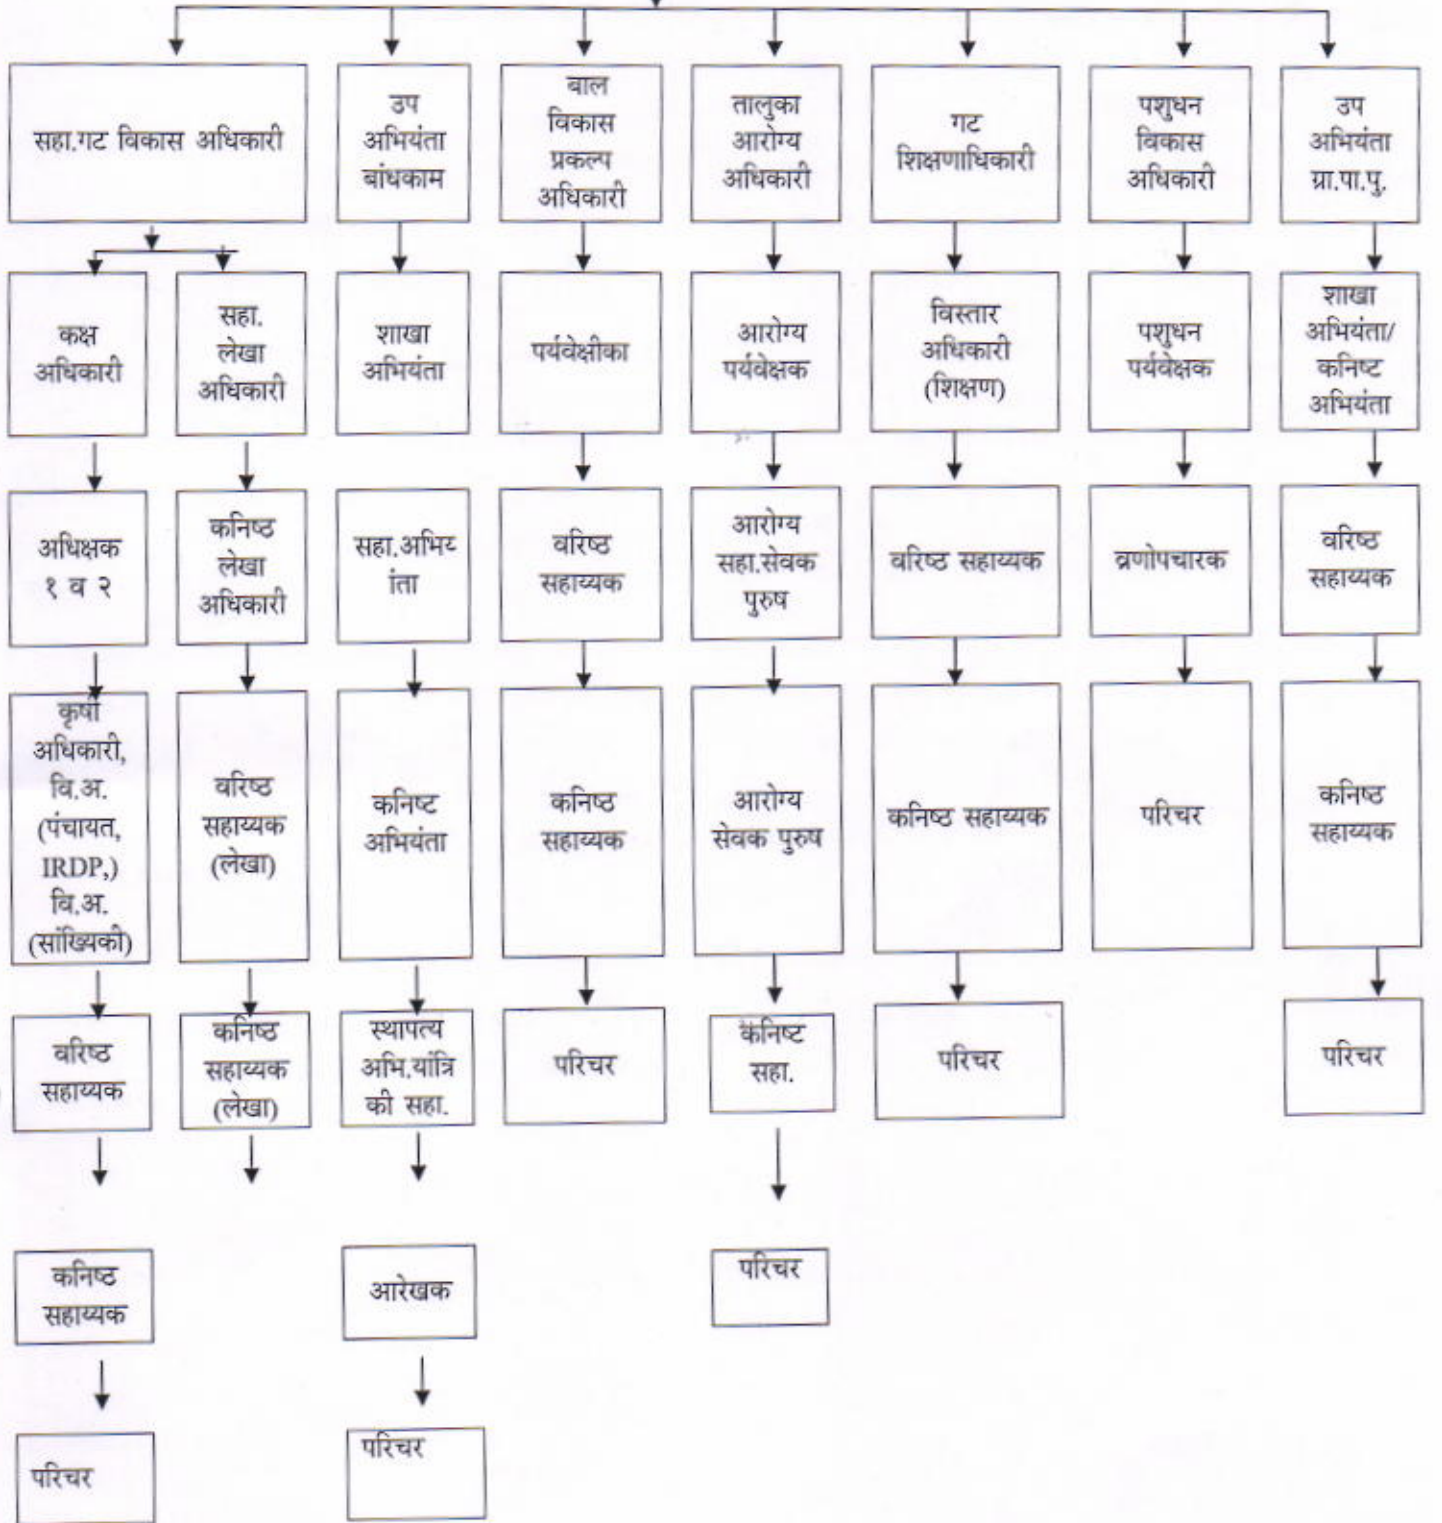 सहा.गट विकास अधिकारी
उप
अभियंता
बांधकाम
बाल
विकास
प्रकल्प
अधिकारी
तालुका
आरोग्य
अधिकारी
गट
शिक्षणाधिकारी
पशुधन
विकास
अधिकारी
उप
अभियंता
ग्रा.पा.पु.
कक्ष
अधिकारी
सहा.
लेखा
अधिकारी
शाखा
अभियंता
पर्यवेक्षीका
आरोग्य
पर्यवेक्षक
विस्तार
अधिकारी
(शिक्षण)
पशुधन
पर्यवेक्षक
शाखा
अभियंता/
कनिष्ट
अभियंता
अधिक्षक
१ व २
कनिष्ठ
लेखा
अधिकारी
सहा.अभिय
ंता
वरिष्ठ
सहाय्यक
आरोग्य
सहा.सेवक
पुरुष
वरिष्ठ सहाय्यक
व्रणोपचारक
वरिष्ठ
सहाय्यक
कृषी
अधिकारी,
वि.अ.
(पंचायत,
IRDP,)
वि.अ.
(सांख्यिकी)
वरिष्ठ
सहाय्यक
(लेखा)
कनिष्ट
अभियंता
कनिष्ठ
सहाय्यक
आरोग्य
सेवक पुरुष
कनिष्ठ सहाय्यक
परिचर
कनिष्ठ
सहाय्यक
वरिष्ठ
सहाय्यक
कनिष्ठ
सहाय्यक
(लेखा)
स्थापत्य
अभि.यांत्रि
की सहा.
परिचर
कनिष्ट
सहा.
परिचर
परिचर
कनिष्ठ
सहाय्यक
आरेखक
परिचर
परिचर
परिचर